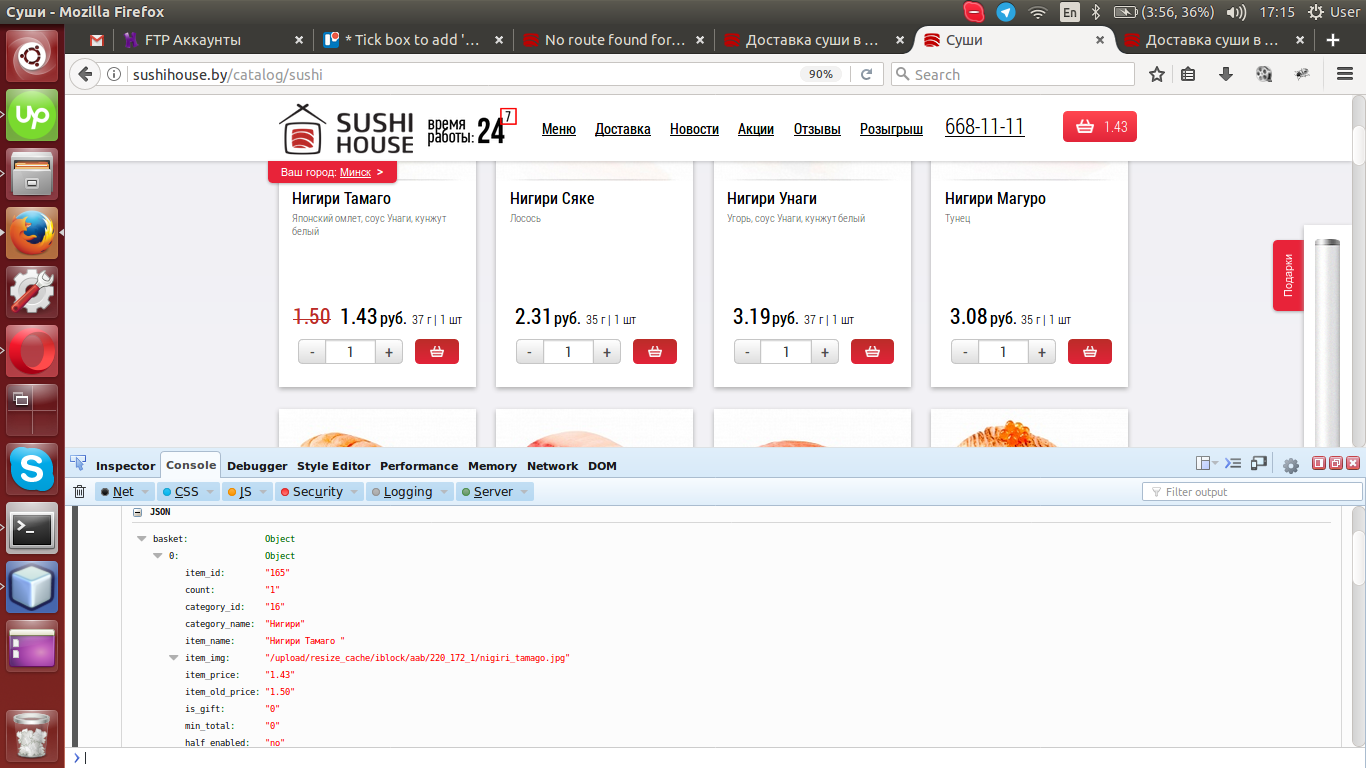 Суши - Mozilla Firefox
En
(3:56, 36%)
17:15
User
FTP Аккаунты
* Tick box to add '...
No route found for...
Доставка суши в ...
Суши
Доставка суши в ...
sushihouse.by/catalog/sushi
90%
Search
SUSHI HOUSE
время работы: 24 7
Меню
Доставка
Новости
Акции
Отзывы
Розыгрыш
668-11-11
1.43
Ваш город: Минск >
Нигири Тамаго
Японский омлет, соус Унаги, кунжут
белый
1.50 1.43 руб. 37 г | 1 шт
- 1 +
Нигири Сяке
Лосось
2.31 руб. 35 г | 1 шт
- 1 +
Нигири Унаги
Угорь, соус Унаги, кунжут белый
3.19 руб. 37 г | 1 шт
- 1 +
Нигири Магуро
Тунец
3.08 руб. 35 г | 1 шт
- 1 +
Подарки
Inspector
Console
Debugger
Style Editor
Performance
Memory
Network
DOM
Net
CSS
JS
Security
Logging
Server
Filter output
JSON
basket: Object
0: Object
item_id: "165"
count: "1"
category_id: "16"
category_name: "Нигири"
item_name: "Нигири Тамаго "
item_img: "/upload/resize_cache/iblock/aab/220_172_1/nigiri_tamago.jpg"
item_price: "1.43"
item_old_price: "1.50"
is_gift: "0"
min_total: "0"
half_enabled: "no"
Up